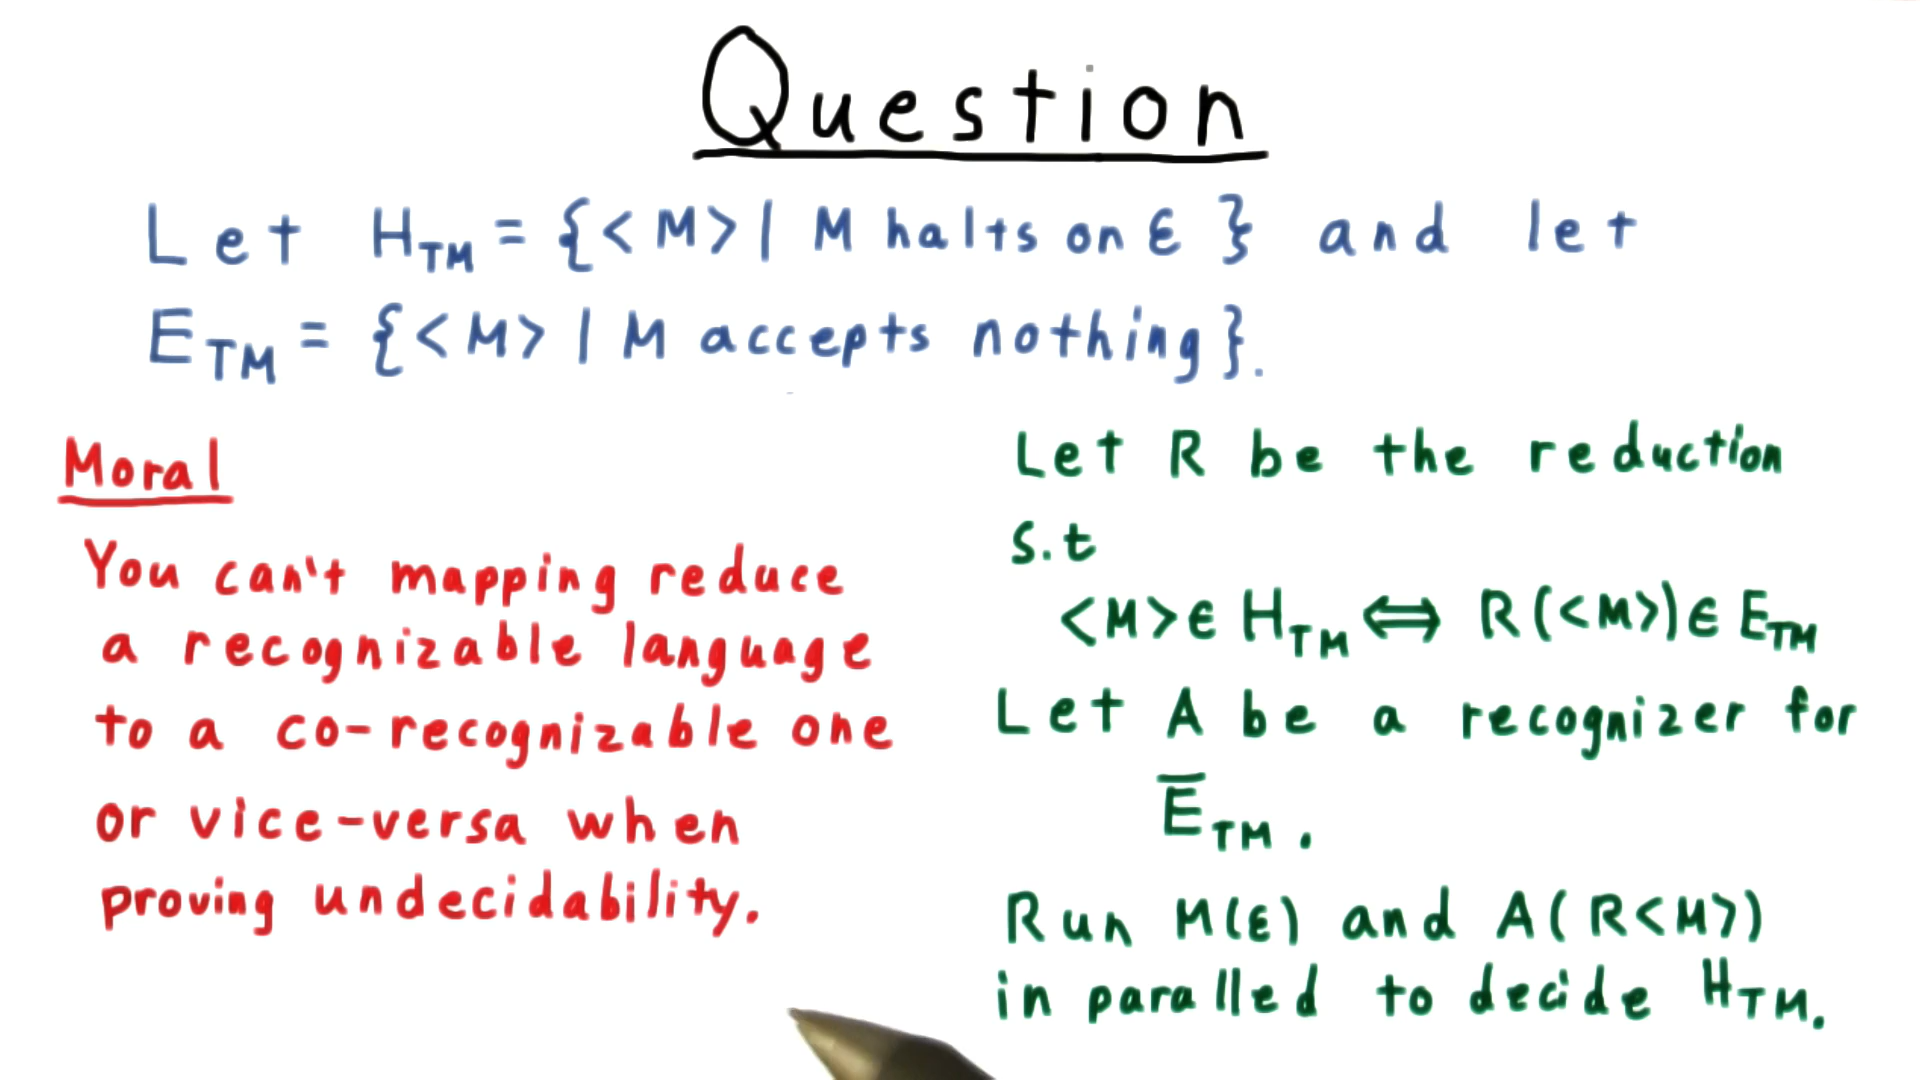 Question
Let H_TM = {<M> | M halts on ε } and let
E_TM = {<M> | M accepts nothing}.
Moral
You can't mapping reduce
a recognizable language
to a co-recognizable one
or vice-versa when
proving undecidability.
Let R be the reduction
s.t
<M> ∈ H_TM ⇔ R(<M>) ∈ E_TM
Let A be a recognizer for
E̅_TM.
Run M(ε) and A(R<M>)
in paralled to decide H_TM.